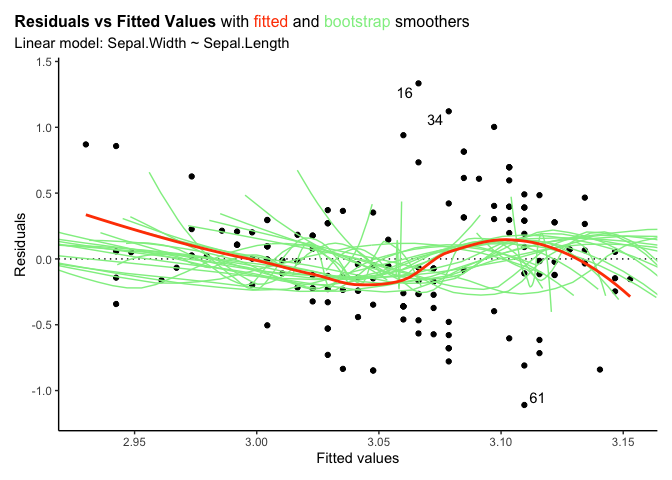 Residuals vs Fitted Values with fitted and bootstrap smoothers
Linear model: Sepal.Width ~ Sepal.Length
1.5
16
34
1.0
0.5
Residuals
0.0
-0.5
-1.0
61
2.95 3.00 3.05 3.10 3.15
Fitted values